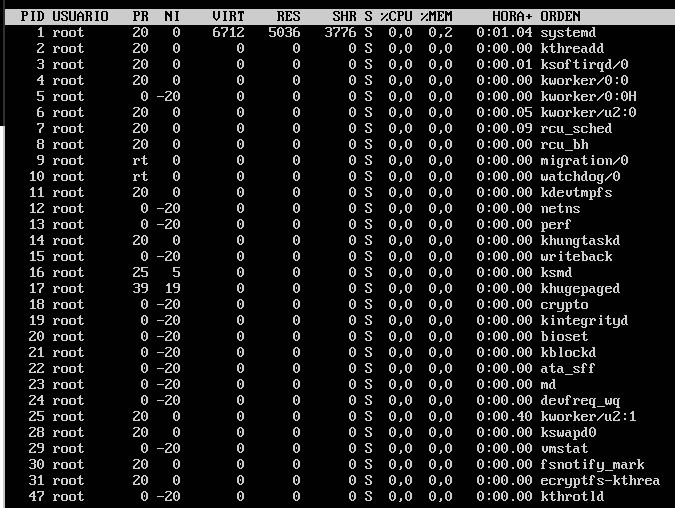 PID USUARIO PR NI VIRT RES SHR S %CPU %MEM HORA+ ORDEN
1 root 20 0 6712 5036 3776 S 0,0 0,2 0:01.04 systemd
2 root 20 0 0 0 0 S 0,0 0,0 0:00.00 kthreadd
3 root 20 0 0 0 0 S 0,0 0,0 0:00.01 ksoftirqd/0
4 root 20 0 0 0 0 S 0,0 0,0 0:00.00 kworker/0:0
5 root 0 -20 0 0 0 S 0,0 0,0 0:00.00 kworker/0:0H
6 root 20 0 0 0 0 S 0,0 0,0 0:00.05 kworker/u2:0
7 root 20 0 0 0 0 S 0,0 0,0 0:00.09 rcu_sched
8 root 20 0 0 0 0 S 0,0 0,0 0:00.00 rcu_bh
9 root rt 0 0 0 0 S 0,0 0,0 0:00.00 migration/0
10 root rt 0 0 0 0 S 0,0 0,0 0:00.00 watchdog/0
11 root 20 0 0 0 0 S 0,0 0,0 0:00.00 kdevtmpfs
12 root 0 -20 0 0 0 S 0,0 0,0 0:00.00 netns
13 root 0 -20 0 0 0 S 0,0 0,0 0:00.00 perf
14 root 20 0 0 0 0 S 0,0 0,0 0:00.00 khungtaskd
15 root 0 -20 0 0 0 S 0,0 0,0 0:00.00 writeback
16 root 25 5 0 0 0 S 0,0 0,0 0:00.00 ksmd
17 root 39 19 0 0 0 S 0,0 0,0 0:00.00 khugepaged
18 root 0 -20 0 0 0 S 0,0 0,0 0:00.00 crypto
19 root 0 -20 0 0 0 S 0,0 0,0 0:00.00 kintegrityd
20 root 0 -20 0 0 0 S 0,0 0,0 0:00.00 bioset
21 root 0 -20 0 0 0 S 0,0 0,0 0:00.00 kblockd
22 root 0 -20 0 0 0 S 0,0 0,0 0:00.00 ata_sff
23 root 0 -20 0 0 0 S 0,0 0,0 0:00.00 md
24 root 0 -20 0 0 0 S 0,0 0,0 0:00.00 devfreq_wq
25 root 20 0 0 0 0 S 0,0 0,0 0:00.40 kworker/u2:1
28 root 20 0 0 0 0 S 0,0 0,0 0:00.00 kswapd0
29 root 0 -20 0 0 0 S 0,0 0,0 0:00.00 vmstat
30 root 20 0 0 0 0 S 0,0 0,0 0:00.00 fsnotify_mark
31 root 20 0 0 0 0 S 0,0 0,0 0:00.00 ecryptfs-kthrea
47 root 0 -20 0 0 0 S 0,0 0,0 0:00.00 kthrotld